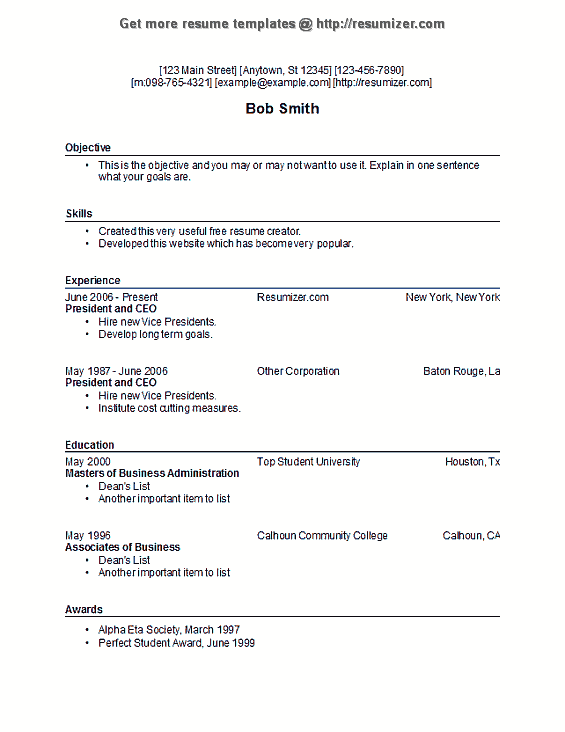 Get more resume templates @ http://resumizer.com
[123 Main Street] [Anytown, St 12345] [123-456-7890]
[m:098-765-4321] [example@example.com] [http://resumizer.com]
Bob Smith
Objective
• This is the objective and you may or may not want to use it. Explain in one sentence
what your goals are.
Skills
• Created this very useful free resume creator.
• Developed this website which has become very popular.
Experience
June 2006 - Present Resumizer.com New York, New York
President and CEO
• Hire new Vice Presidents.
• Develop long term goals.
May 1987 - June 2006 Other Corporation Baton Rouge, La
President and CEO
• Hire new Vice Presidents.
• Institute cost cutting measures.
Education
May 2000 Top Student University Houston, Tx
Masters of Business Administration
• Dean's List
• Another important item to list
May 1996 Calhoun Community College Calhoun, CA
Associates of Business
• Dean's List
• Another important item to list
Awards
• Alpha Eta Society, March 1997
• Perfect Student Award, June 1999